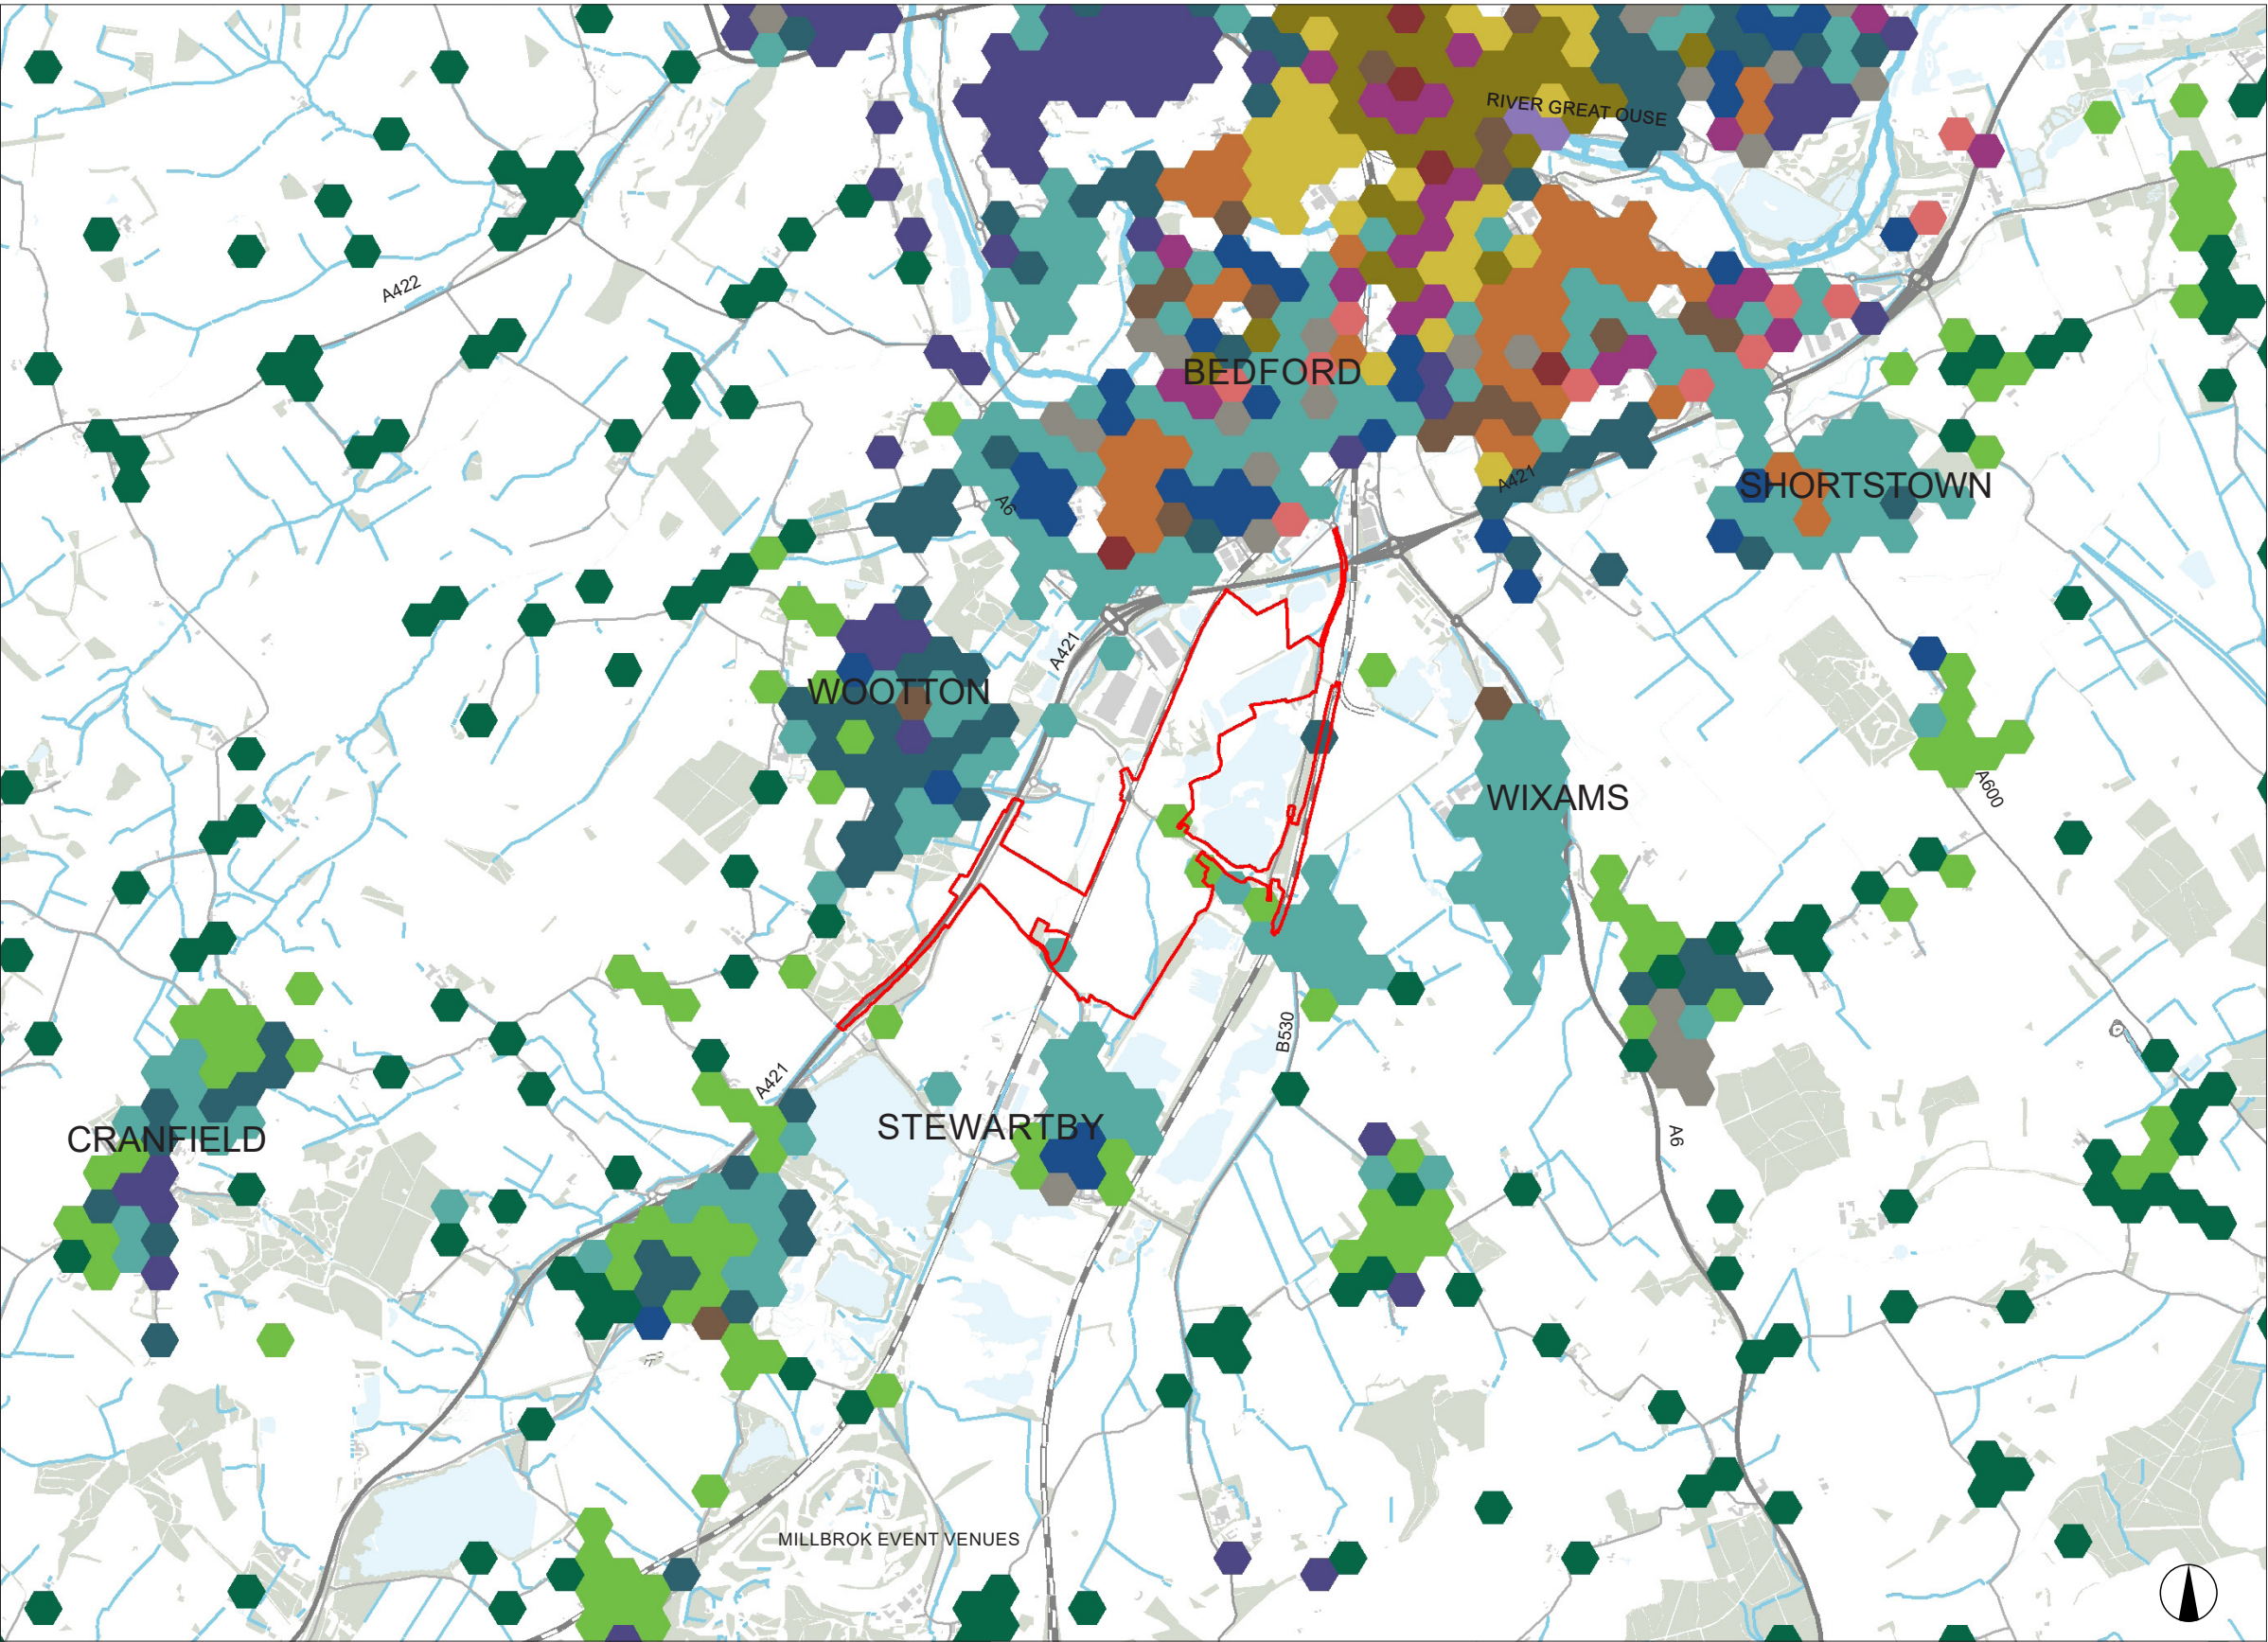 RIVER GREAT OUSE
A422
BEDFORD
A421
SHORTSTOWN
A6
A421
WOOTTON
WIXAMS
A600
B530
A421
STEWARTBY
CRANFIELD
A6
MILLBROK EVENT VENUES